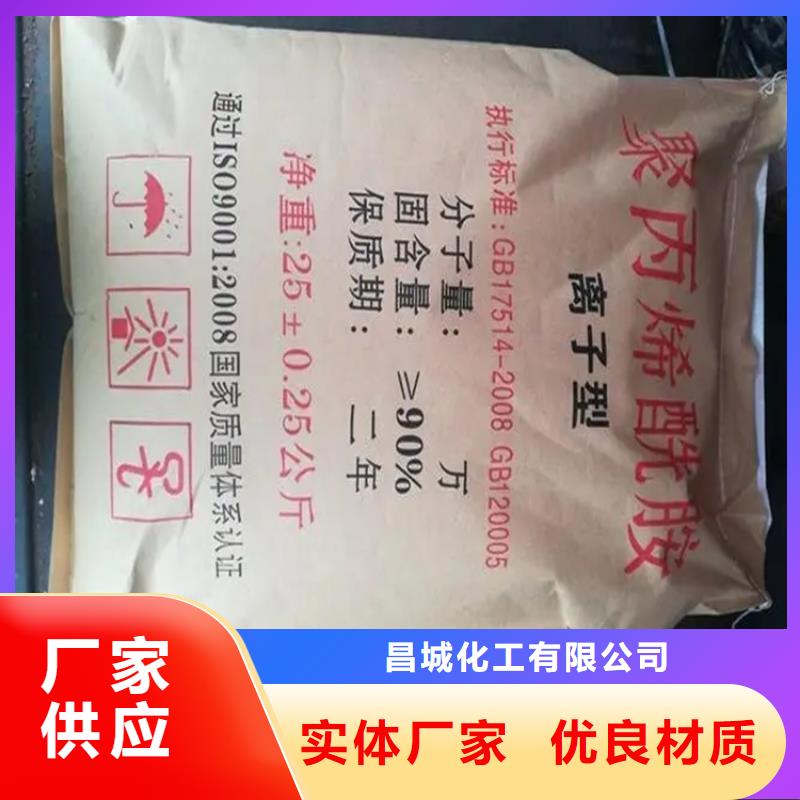 聚丙烯酰胺
离子型
执行标准:GB17514-2008 GB120005
分子量: 万
固含量: ≥90%
保质期: 二年
净重:25±0.25公斤
通过ISO9001:2008国家质量体系认证
厂家
供应
昌城化工有限公司
实体厂家 优良材质